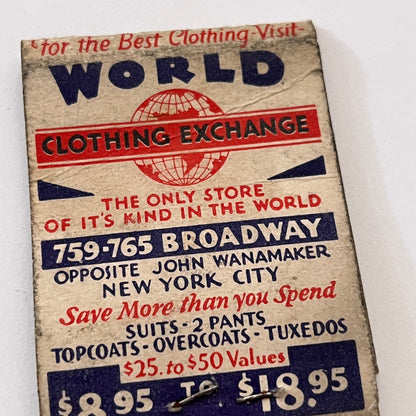 for the Best Clothing-Visit-
WORLD
CLOTHING EXCHANGE
THE ONLY STORE
OF IT'S KIND IN THE WORLD
759-765 BROADWAY
OPPOSITE JOHN WANAMAKER
NEW YORK CITY
Save More than you Spend
SUITS-2 PANTS
TOPCOATS-OVERCOATS-TUXEDOS
$25. to $50 Values
$8.95 TO $18.95